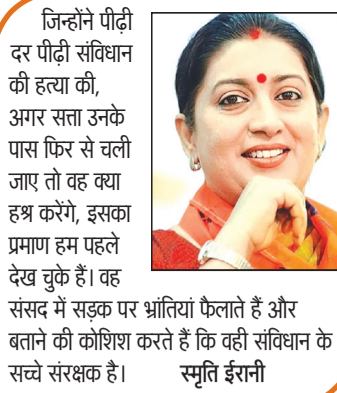 जिन्होंने पीढ़ी
दर पीढ़ी संविधान
की हत्या की,
अगर सत्ता उनके
पास फिर से चली
जाए तो वह क्या
हश्र करेंगे, इसका
प्रमाण हम पहले
देख चुके हैं। वह
संसद में सड़क पर भ्रांतियां फैलाते हैं और
बताने की कोशिश करते हैं कि वही संविधान के
सच्चे संरक्षक है। स्मृति ईरानी